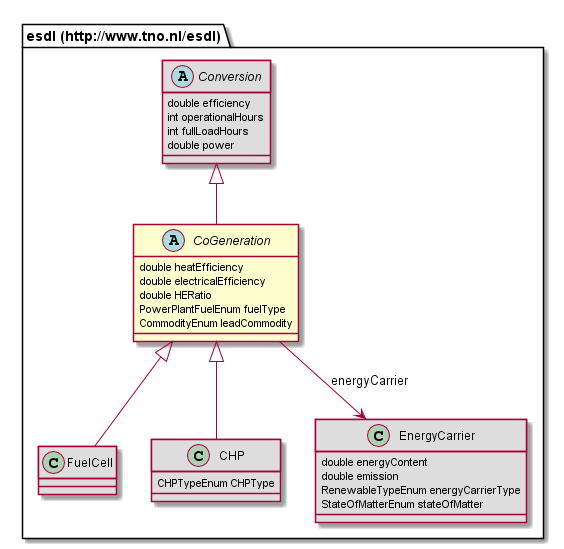 esdl (http://www.tno.nl/esdl)
A Conversion
double efficiency
int operationalHours
int fullLoadHours
double power
A CoGeneration
double heatEfficiency
double electricalEfficiency
double HERatio
PowerPlantFuelEnum fuelType
CommodityEnum leadCommodity
energyCarrier
C FuelCell
C CHP
CHPTypeEnum CHPType
C EnergyCarrier
double energyContent
double emission
RenewableTypeEnum energyCarrierType
StateOfMatterEnum stateOfMatter